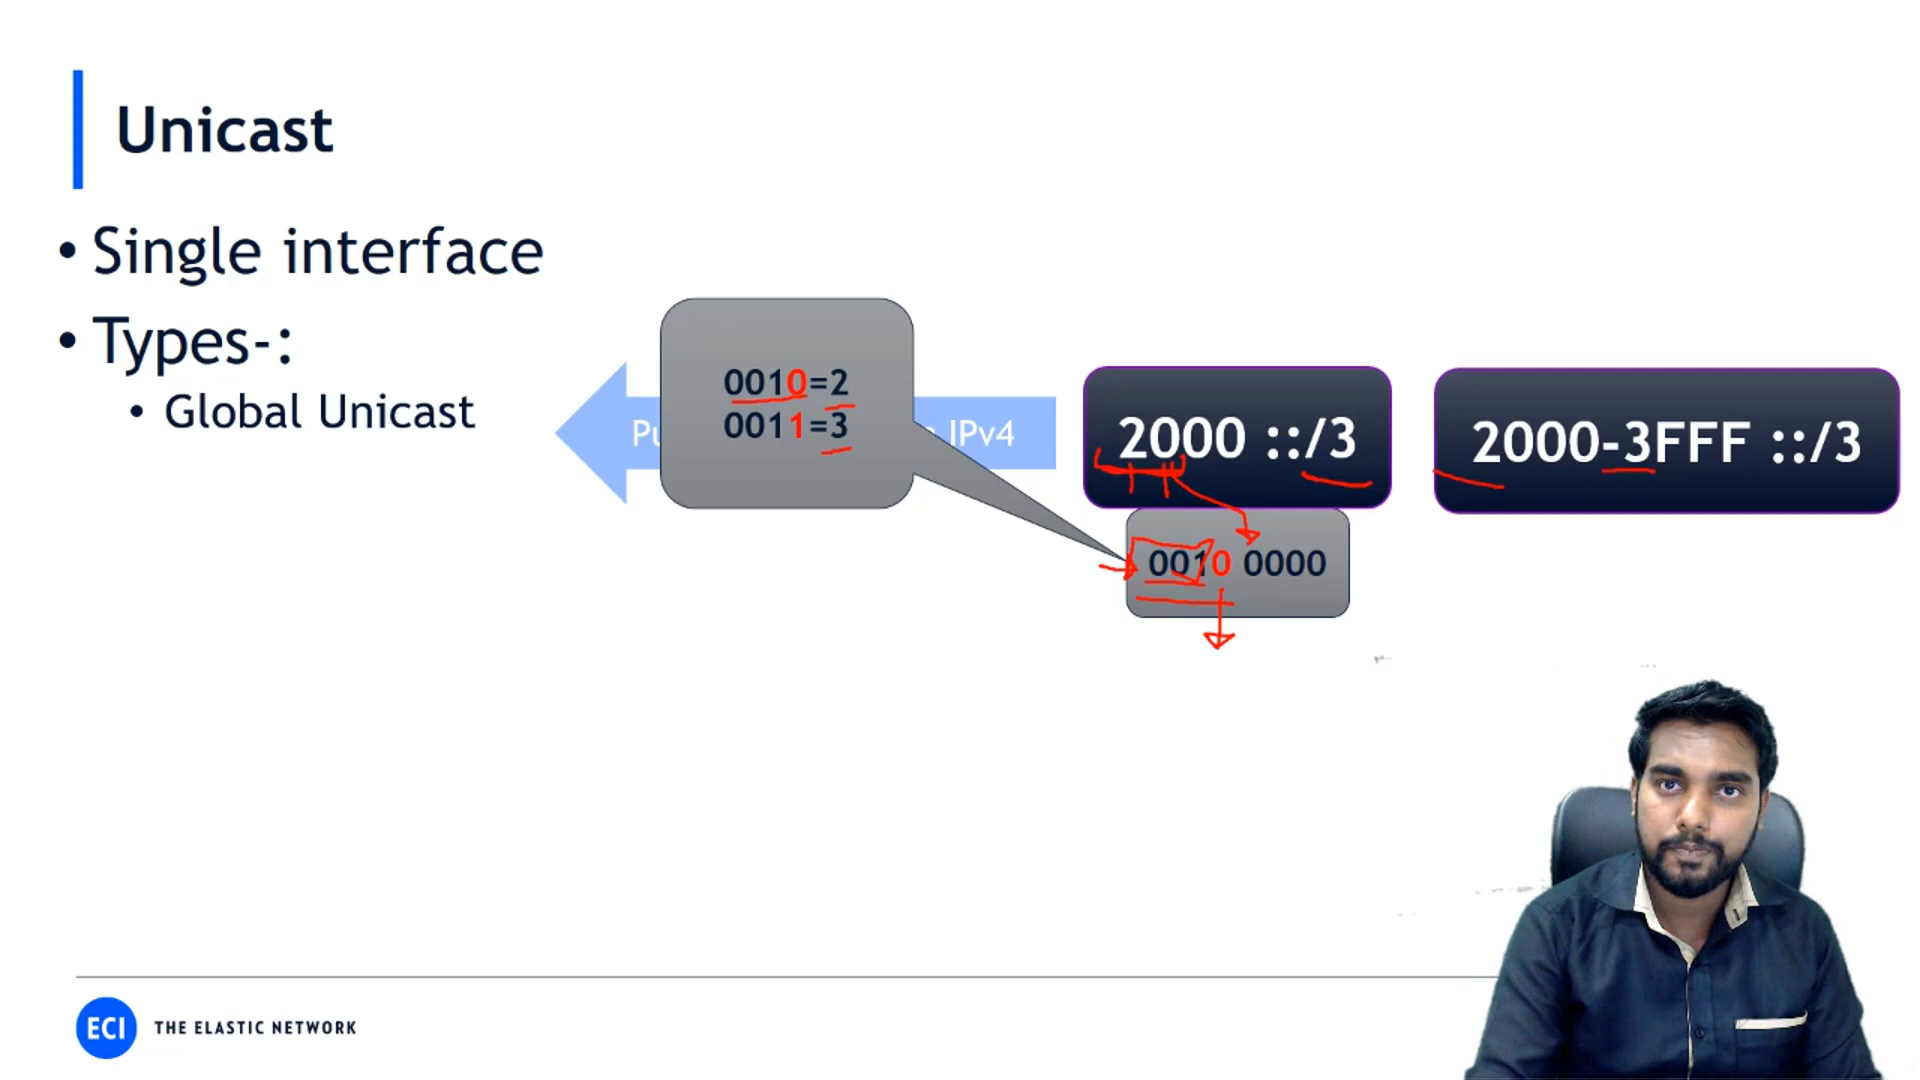 Unicast
• Single interface
• Types-:
• Global Unicast
0010=2
0011=3
IPv4
2000 ::/3
2000-3FFF ::/3
0010 0000
ECI THE ELASTIC NETWORK